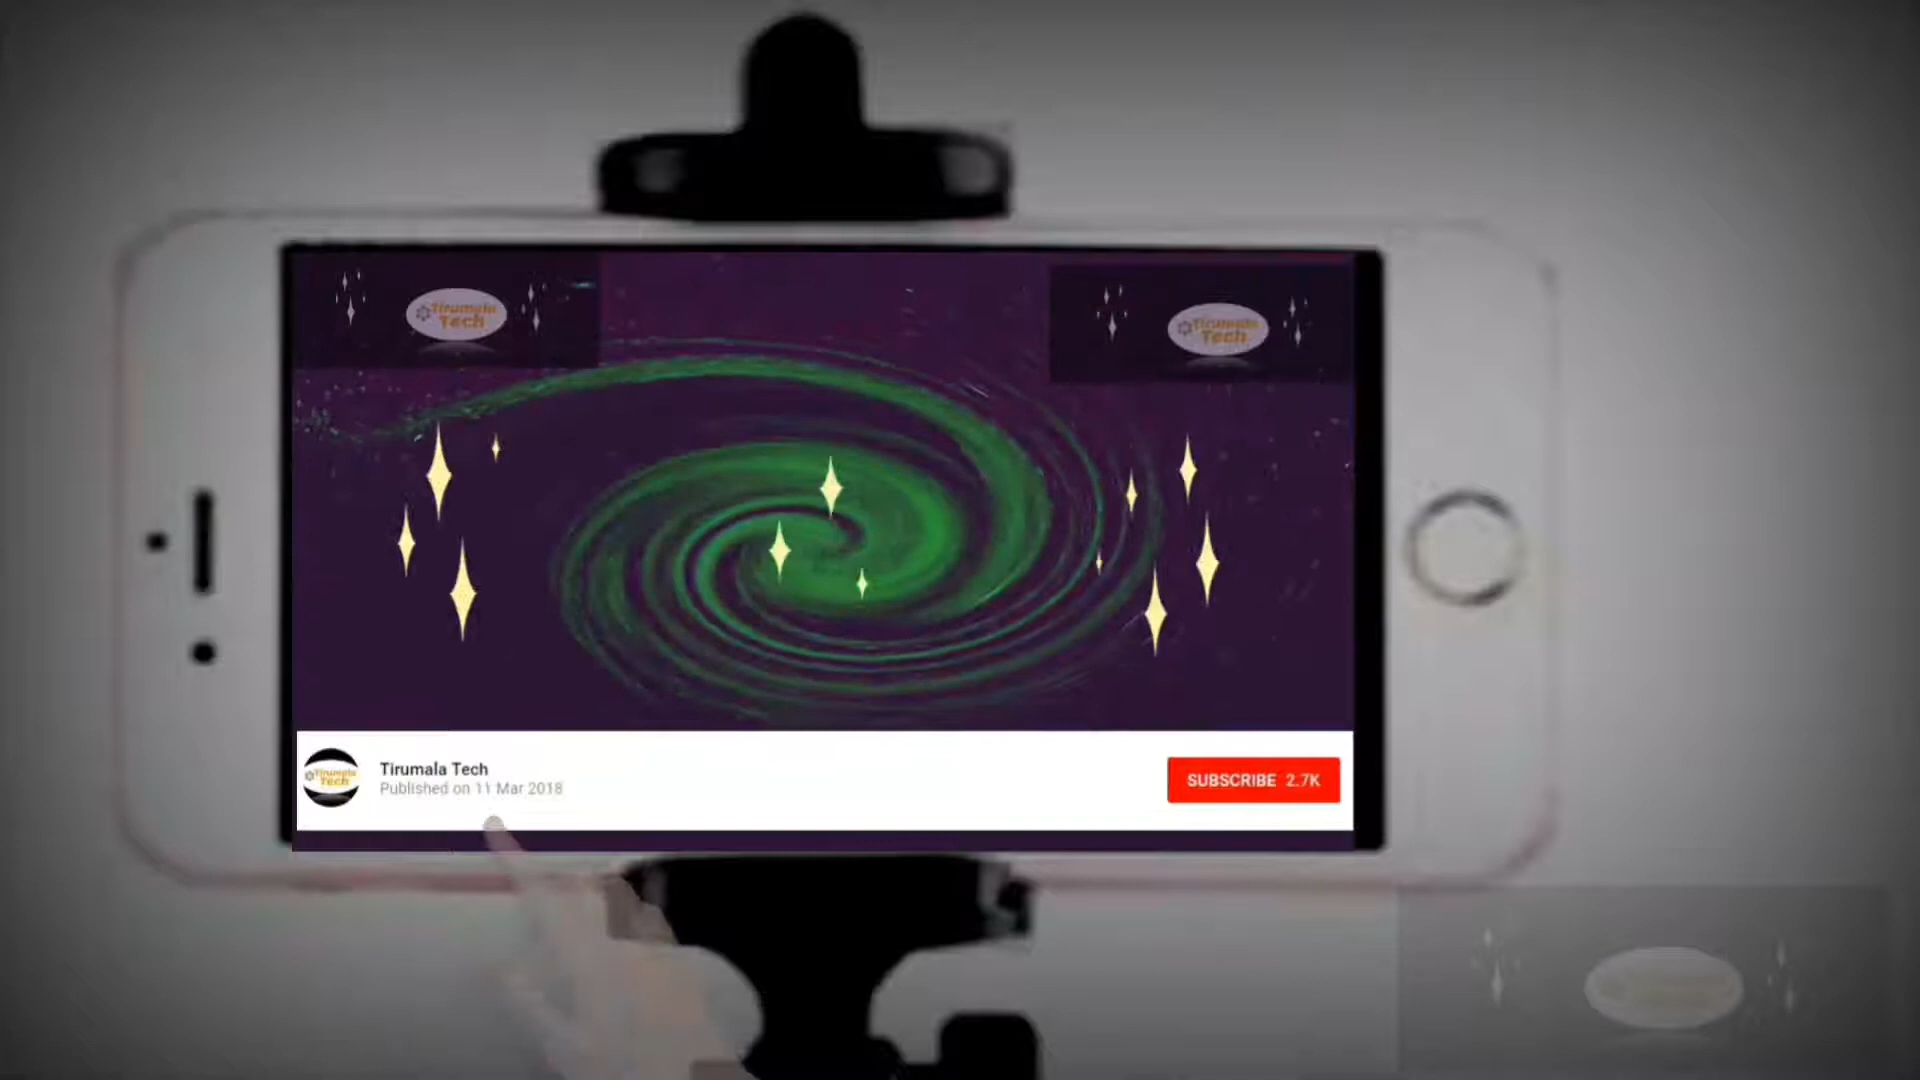 Tirumala
Tech
Tirumala
Tech
Tirumala
Tech
Tirumala Tech
Published on 11 Mar 2018
SUBSCRIBE 2.7K